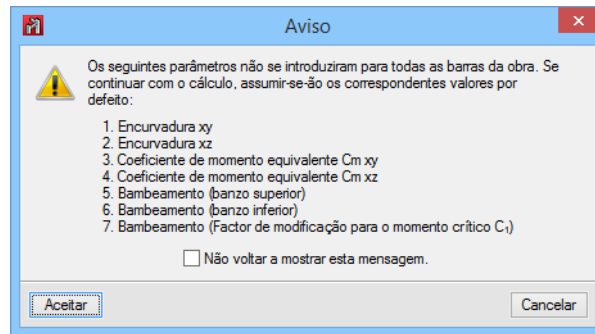 Aviso
Os seguintes parâmetros não se introduziram para todas as barras da obra. Se
continuar com o cálculo, assumir-se-ão os correspondentes valores por
defeito:
1. Encurvadura xy
2. Encurvadura xz
3. Coeficiente de momento equivalente Cm xy
4. Coeficiente de momento equivalente Cm xz
5. Bambeamento (banzo superior)
6. Bambeamento (banzo inferior)
7. Bambeamento (Factor de modificação para o momento crítico C₁)
Não voltar a mostrar esta mensagem.
Aceitar
Cancelar